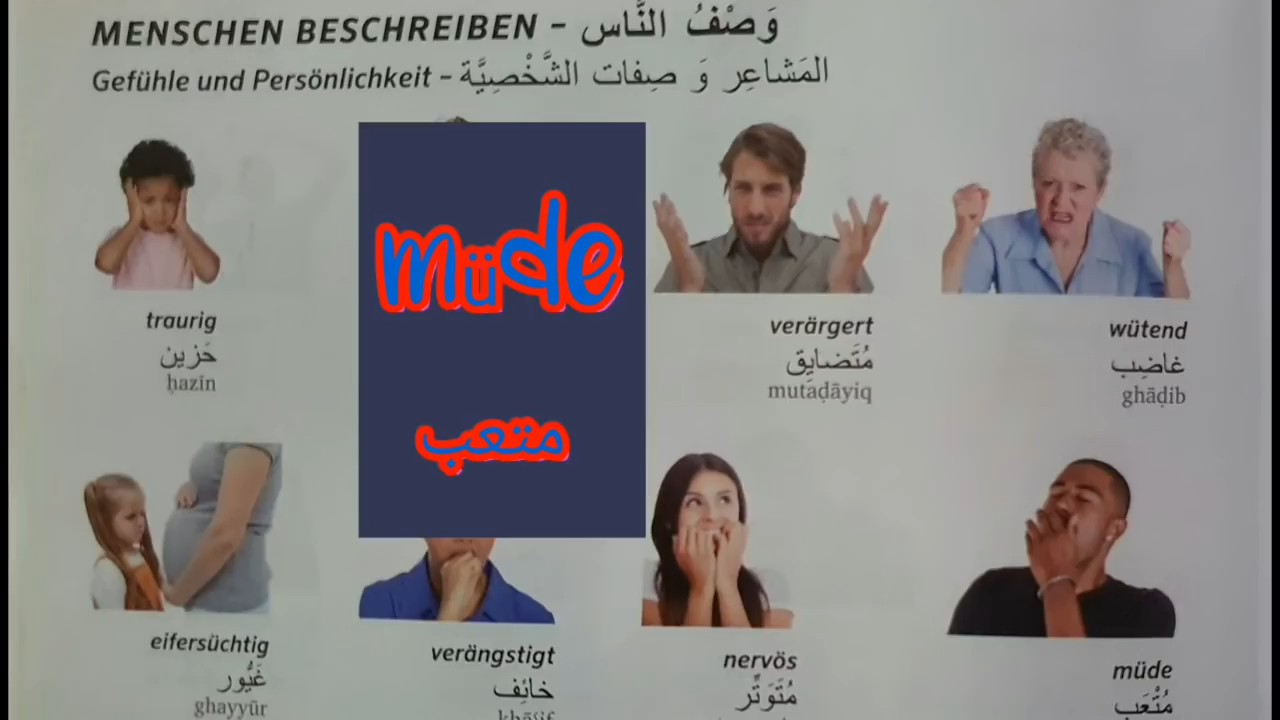 MENSCHEN BESCHREIBEN – وَصْفُ النَّاس
Gefühle und Persönlichkeit – المَشاعِر وَ صِفات الشَّخْصِيَّة
müde
متعب
traurig
حَزين
ḥazīn
verärgert
مُتَضايِق
mutaḍāyiq
wütend
غاضِب
ghāḍib
eifersüchtig
غَيُّور
ghayyūr
verängstigt
خائِف
nervös
مُتَوَتِّر
müde
مُتْعَب